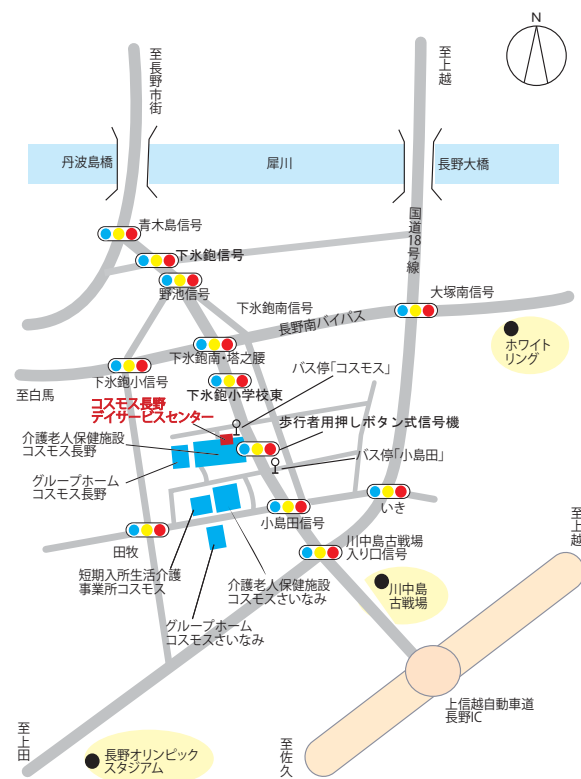 至長野市街
至上越
N
丹波島橋
犀川
長野大橋
国道18号線
青木島信号
下氷鉋信号
野池信号
大塚南信号
下氷鉋南信号
長野南バイパス
ホワイト
リング
下氷鉋南・塔之腰
下氷鉋小信号
至白馬
下氷鉋小学校東
バス停「コスモス」
コスモス長野
デイサービスセンター
歩行者用押しボタン式信号機
介護老人保健施設
コスモス長野
バス停「小島田」
グループホーム
コスモス長野
いき
小島田信号
至上越
田牧
川中島古戦場
入り口信号
短期入所生活介護
事業所コスモス
介護老人保健施設
コスモスさいなみ
川中島
古戦場
グループホーム
コスモスさいなみ
上信越自動車道
長野IC
至上田
至佐久
長野オリンピック
スタジアム